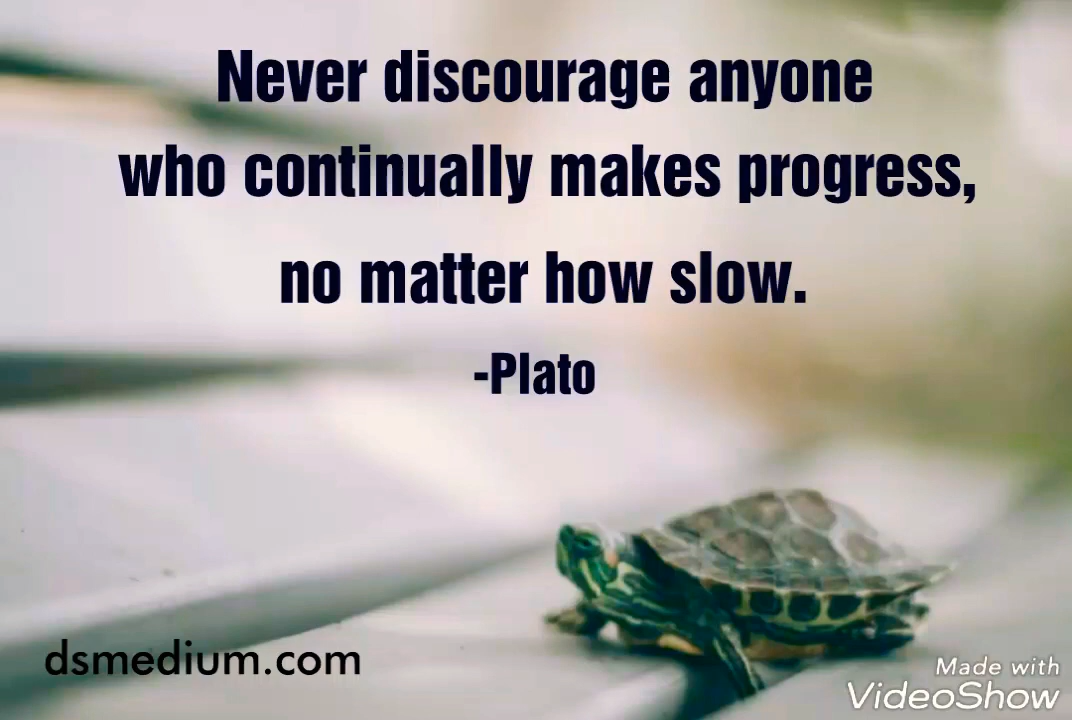 Never discourage anyone
who continually makes progress,
no matter how slow.
-Plato
dsmedium.com
Made with
VideoShow